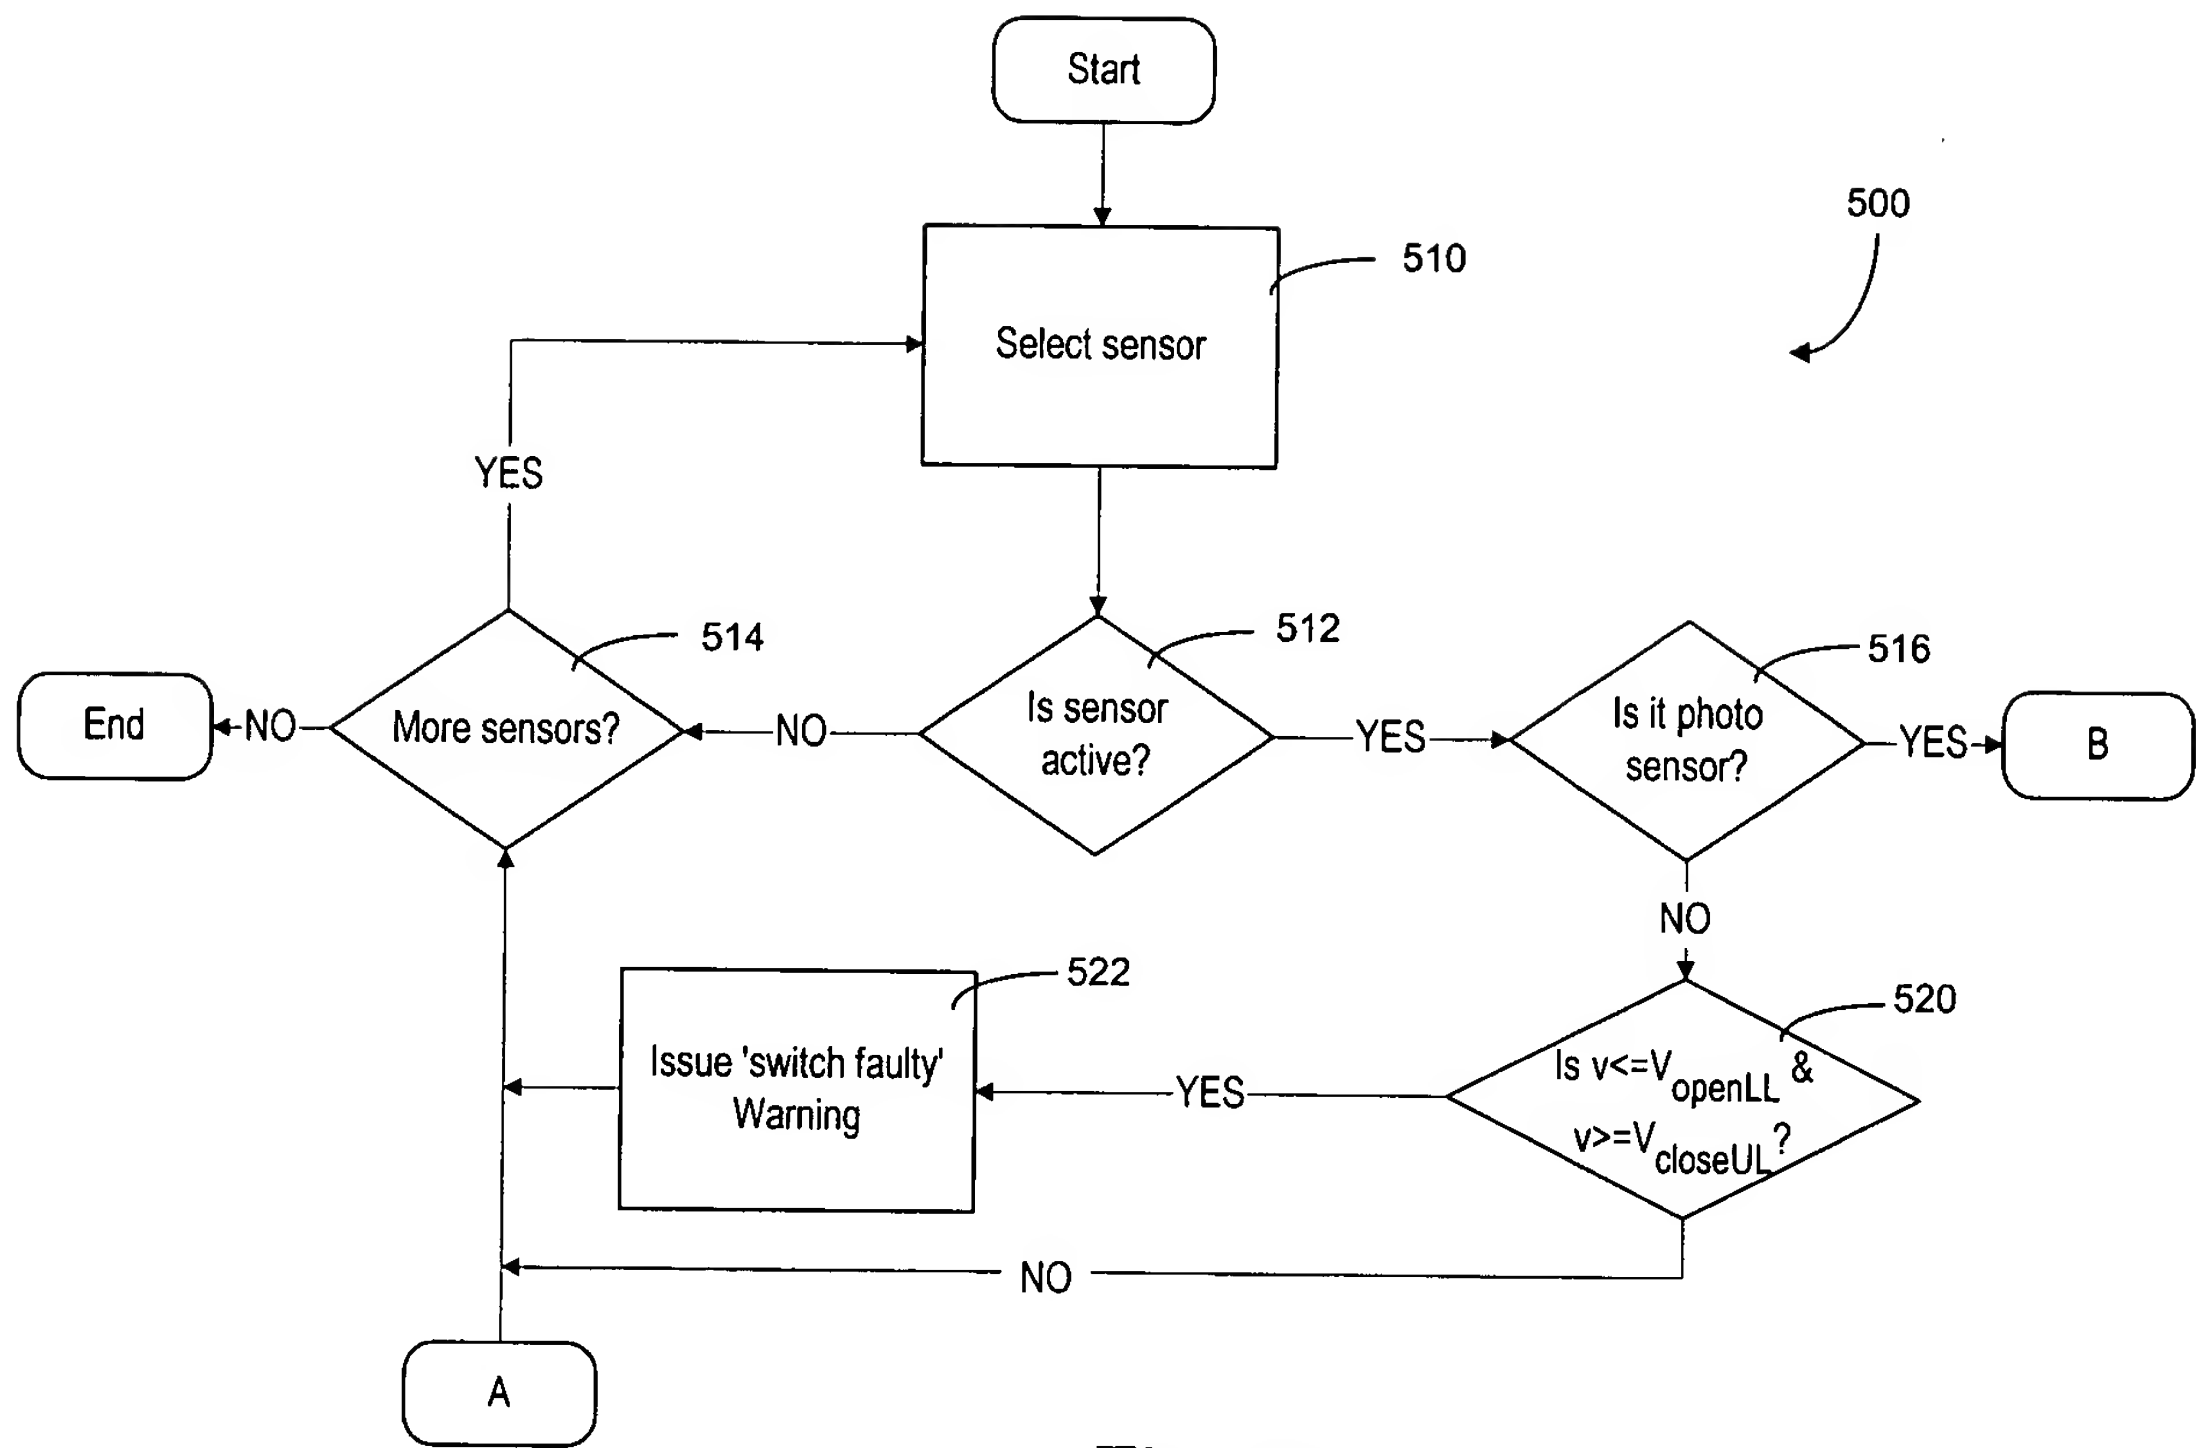 Start
500
510
Select sensor
YES
514
512
516
End
NO
More sensors?
NO
Is sensor
active?
YES
Is it photo
sensor?
YES
B
NO
522
520
Issue 'switch faulty'
Warning
YES
Is v<=VopenLL &
v>=VcloseUL?
NO
A